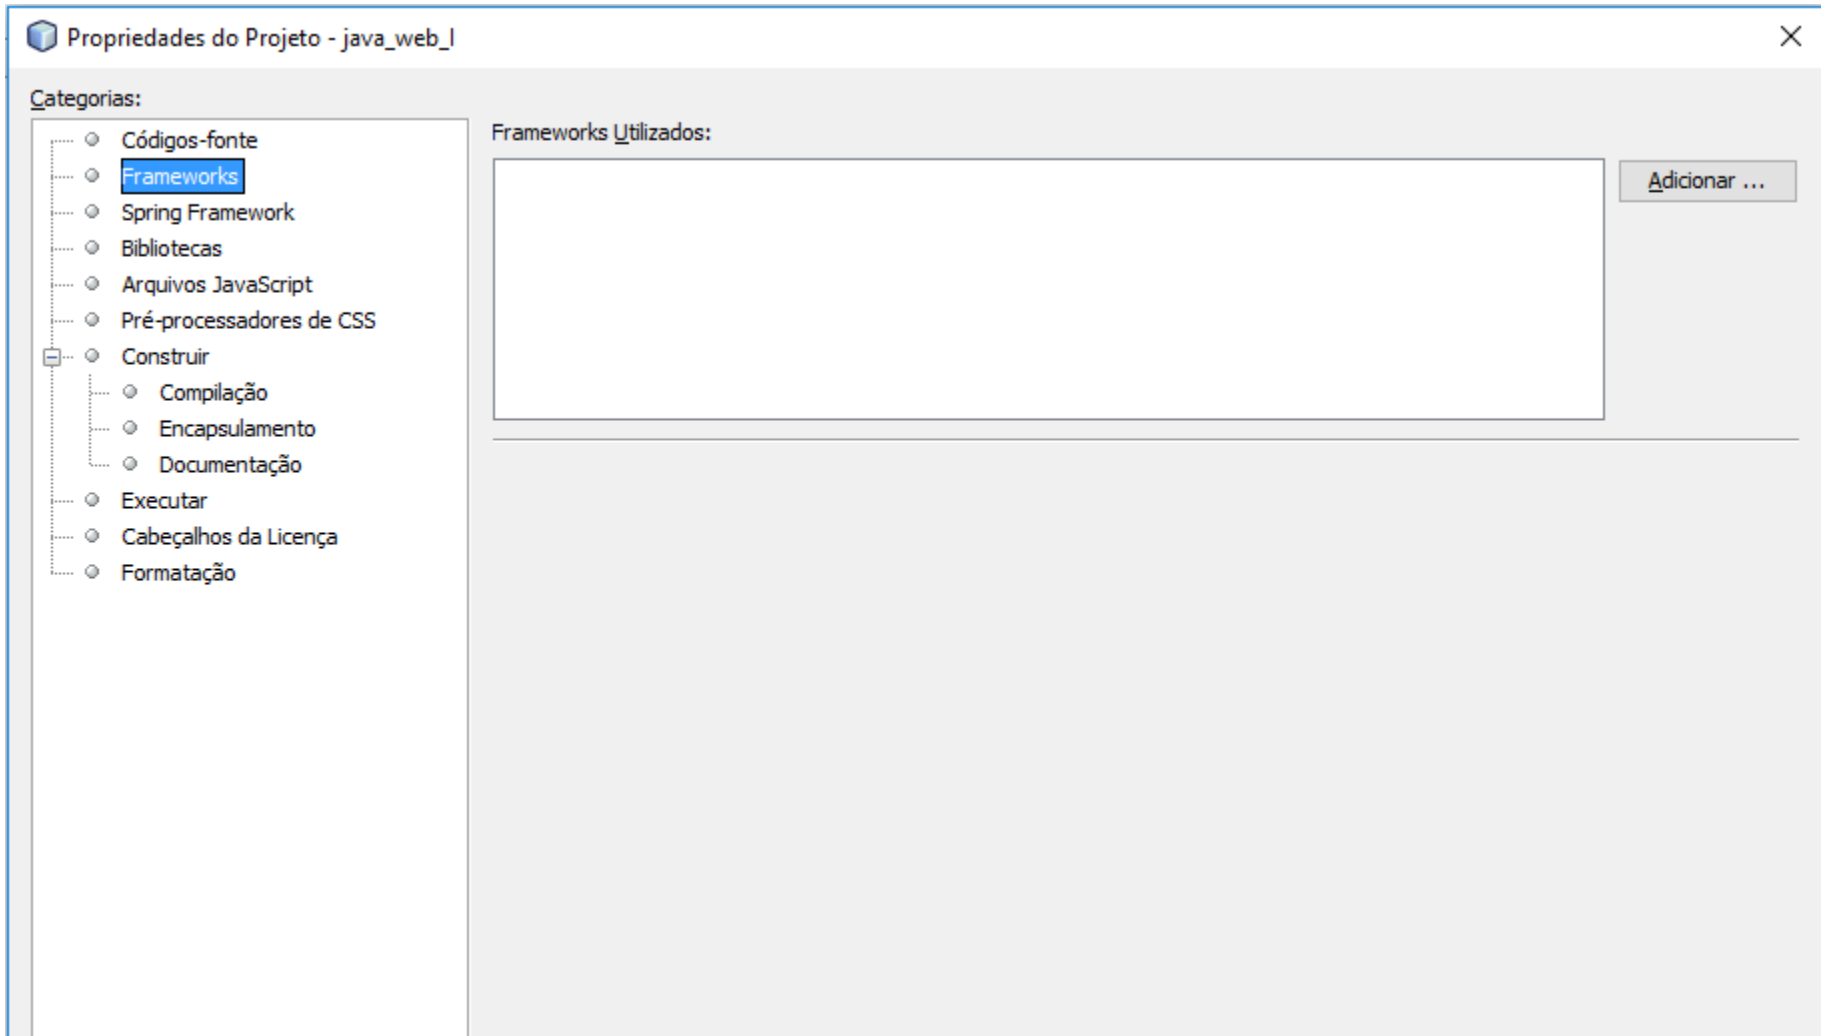 Propriedades do Projeto - java_web_l
Categorias:
Códigos-fonte
Frameworks
Spring Framework
Bibliotecas
Arquivos JavaScript
Pré-processadores de CSS
Construir
Compilação
Encapsulamento
Documentação
Executar
Cabeçalhos da Licença
Formatação
Frameworks Utilizados:
Adicionar ...